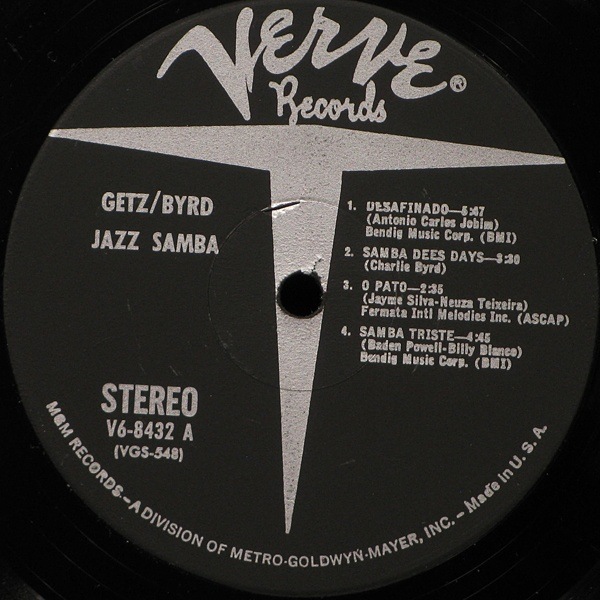 Verve ®
Records
GETZ/BYRD
JAZZ SAMBA
1. DESAFINADO—5:47
(Antonio Carlos Jobim)
Bendig Music Corp. (BMI)
2. SAMBA DEES DAYS—3:30
(Charlie Byrd)
3. O PATO—2:35
(Jayme Silva-Neuza Teixeira)
Fermata Intl Melodies Inc. (ASCAP)
4. SAMBA TRISTE—4:45
(Baden Powell-Billy Blanco)
Bendig Music Corp. (BMI)
STEREO
V6-8432 A
(VGS-548)
MGM RECORDS—A DIVISION OF METRO-GOLDWYN-MAYER, INC. – Made in U. S. A.